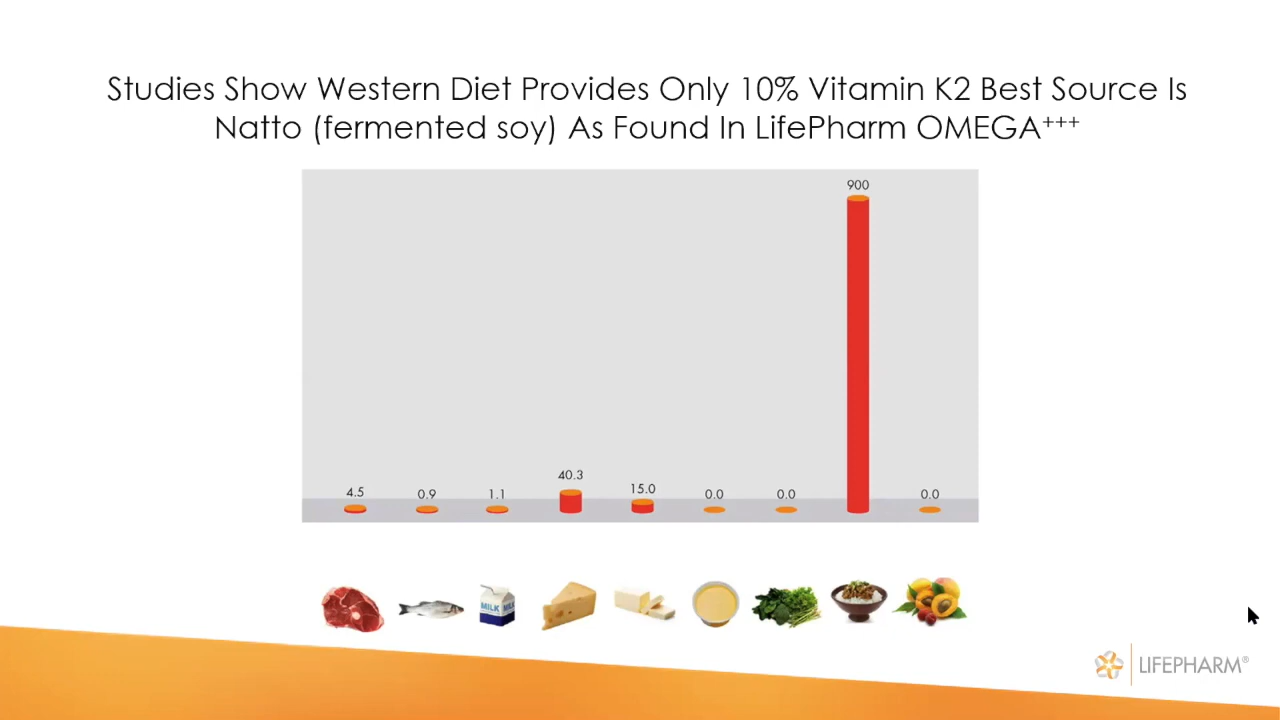 Studies Show Western Diet Provides Only 10% Vitamin K2 Best Source Is
Natto (fermented soy) As Found In LifePharm OMEGA+++
900
40.3
15.0
4.5
0.9
1.1
0.0
0.0
0.0
MILK
MILK
LIFEPHARM®